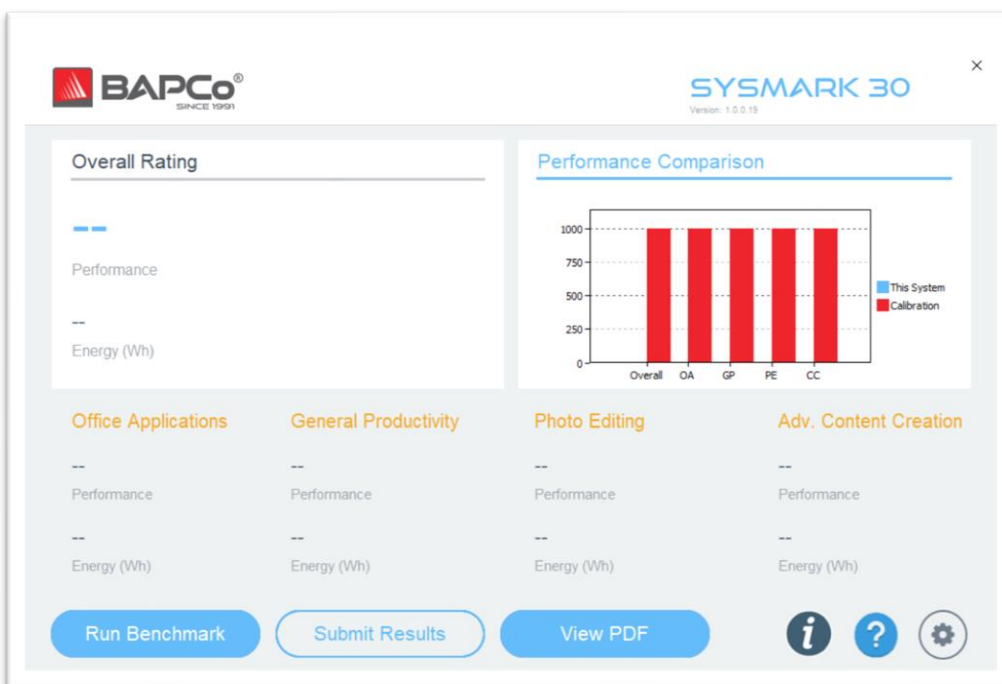 BAPCo®
SINCE 1991
SYSMARK 30
Version: 1.0.0.19
×
Overall Rating
--
Performance
--
Energy (Wh)
Performance Comparison
1000
750
500
250
0
Overall OA GP PE CC
This System
Calibration
Office Applications
--
Performance
--
Energy (Wh)
General Productivity
--
Performance
--
Energy (Wh)
Photo Editing
--
Performance
--
Energy (Wh)
Adv. Content Creation
--
Performance
--
Energy (Wh)
Run Benchmark
Submit Results
View PDF
i
?